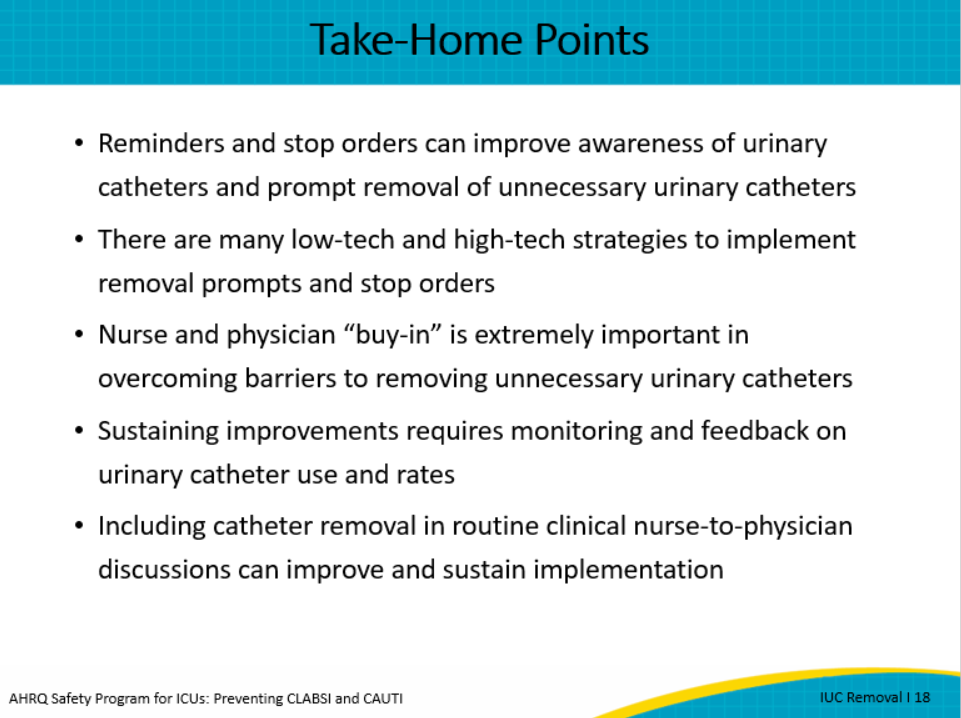 Take-Home Points
• Reminders and stop orders can improve awareness of urinary
catheters and prompt removal of unnecessary urinary catheters
• There are many low-tech and high-tech strategies to implement
removal prompts and stop orders
• Nurse and physician “buy-in” is extremely important in
overcoming barriers to removing unnecessary urinary catheters
• Sustaining improvements requires monitoring and feedback on
urinary catheter use and rates
• Including catheter removal in routine clinical nurse-to-physician
discussions can improve and sustain implementation
AHRQ Safety Program for ICUs: Preventing CLABSI and CAUTI
IUC Removal I 18